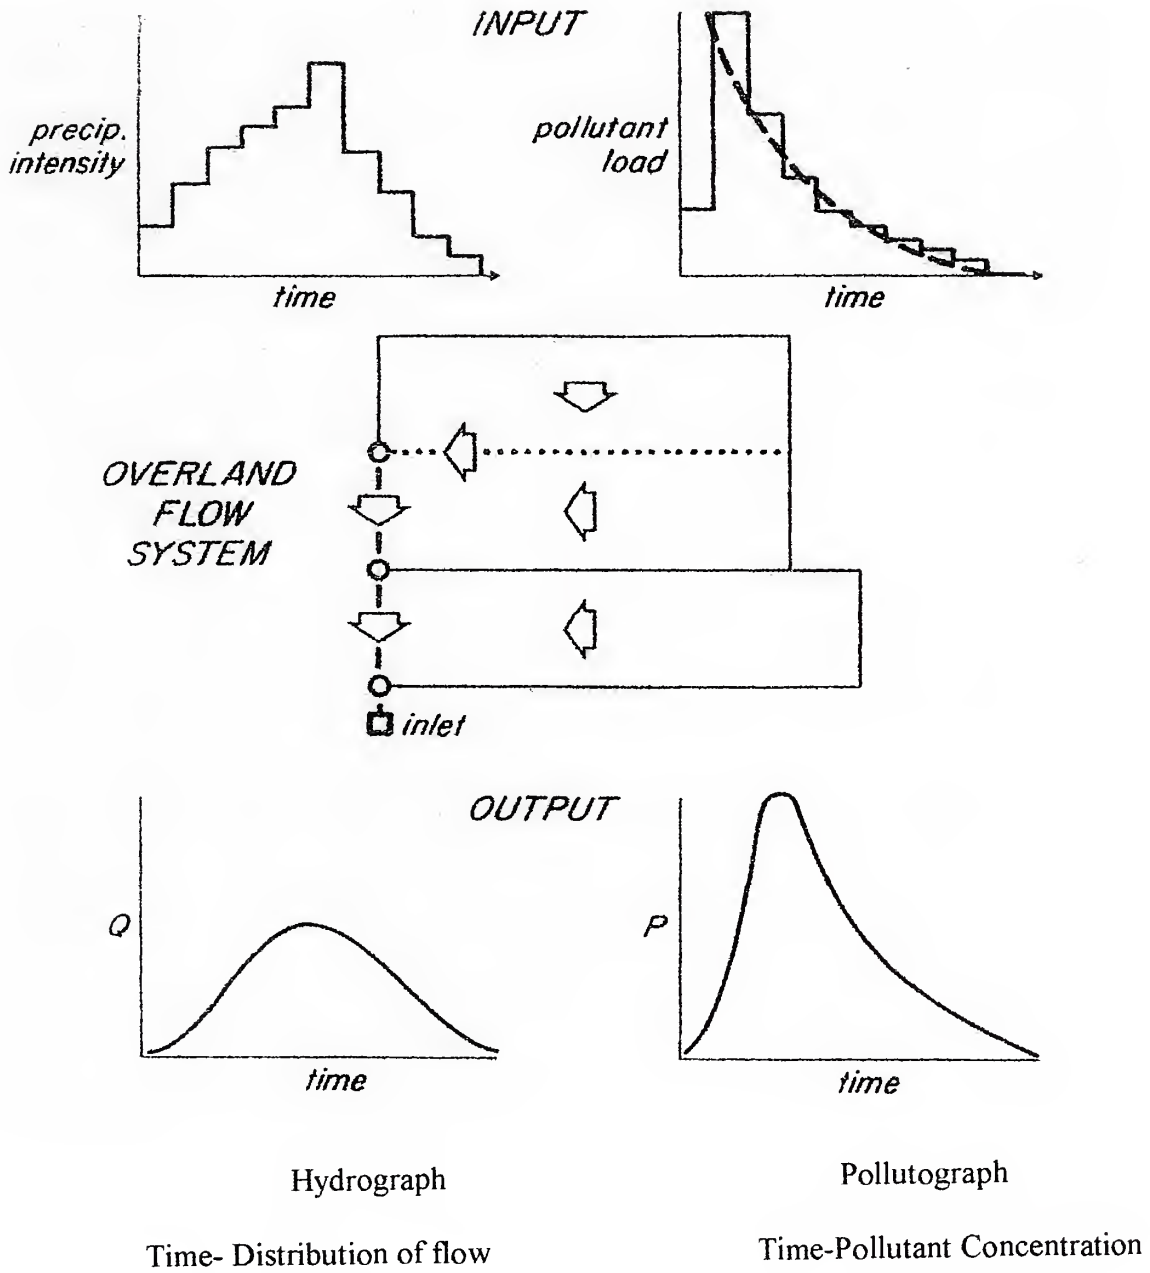 INPUT
precip.
intensity
time
pollutant
load
time
OVERLAND
FLOW
SYSTEM
inlet
OUTPUT
Q
time
P
time
Hydrograph
Pollutograph
Time- Distribution of flow
Time-Pollutant Concentration